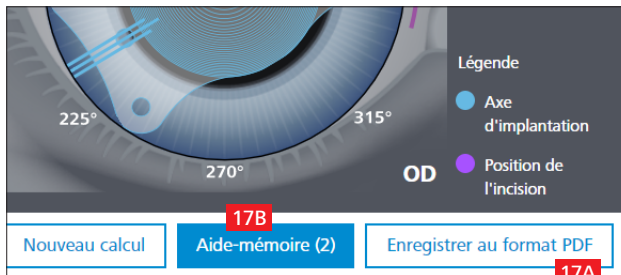 Légende
Axe
d'implantation
225°
315°
270°
OD
Position de
l'incision
17B
Nouveau calcul
Aide-mémoire (2)
Enregistrer au format PDF
17A